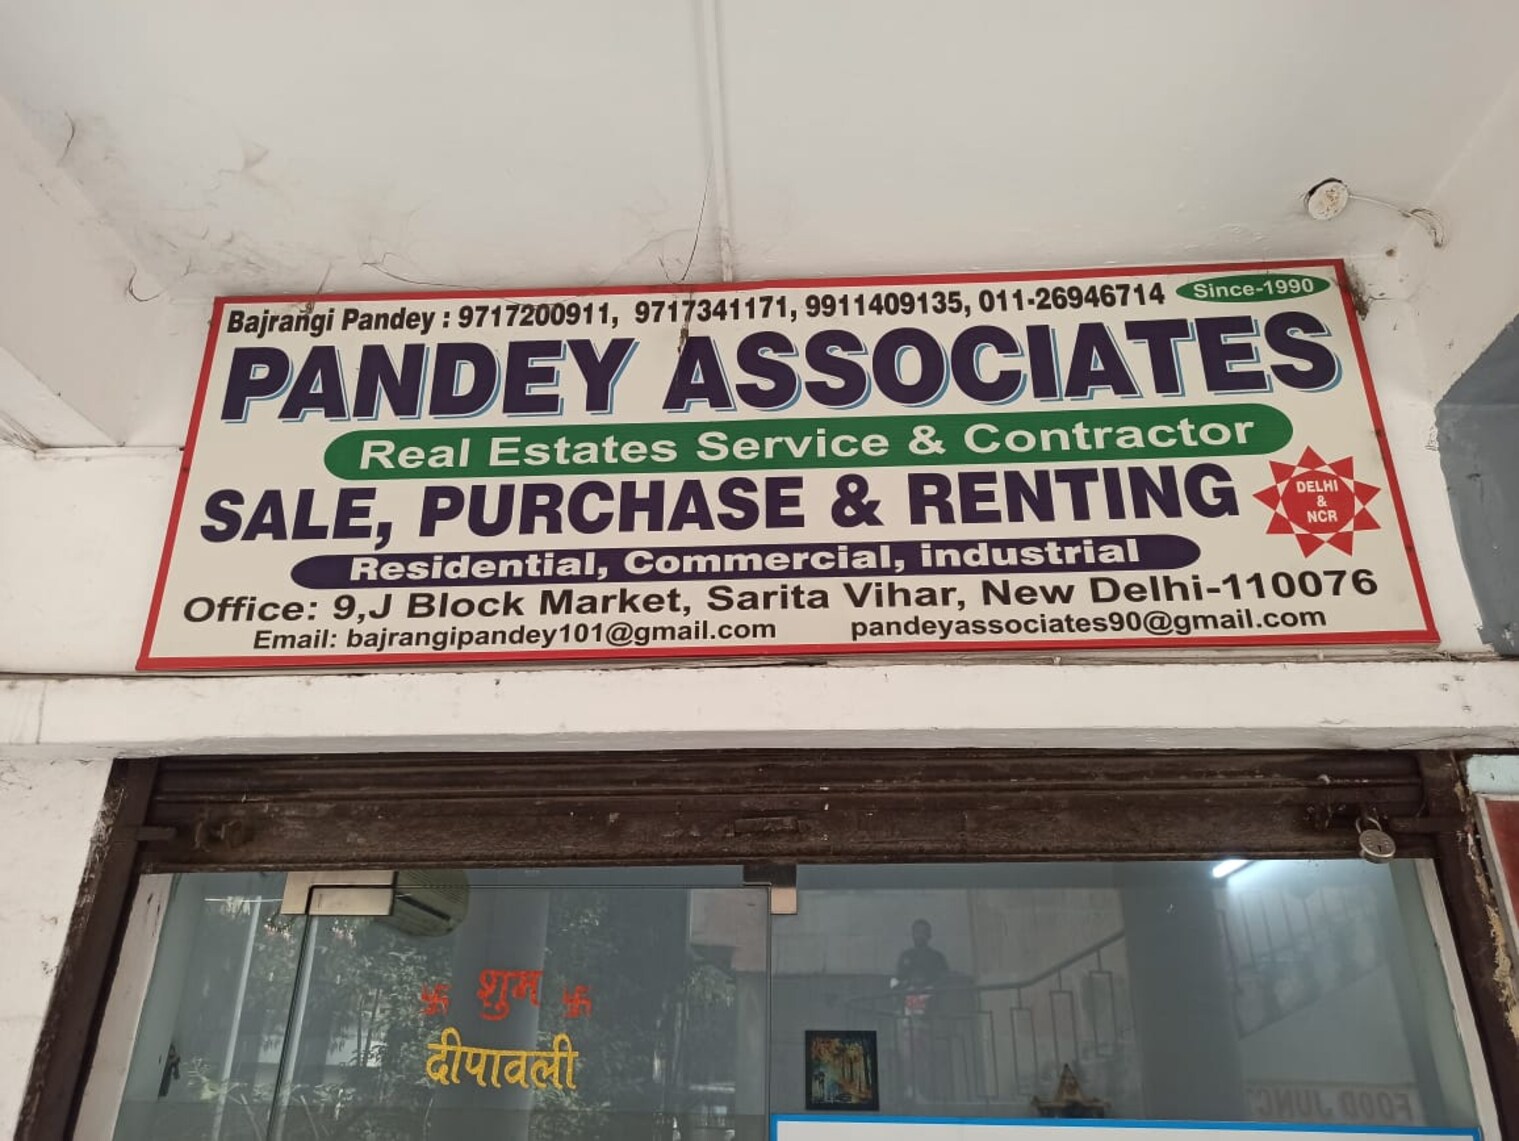 Bajrangi Pandey : 9717200911, 9717341171, 9911409135, 011-26946714 Since-1990
PANDEY ASSOCIATES
Real Estates Service & Contractor
SALE, PURCHASE & RENTING
DELHI
&
NCR
Residential, Commercial, industrial
Office: 9,J Block Market, Sarita Vihar, New Delhi-110076
Email: bajrangipandey101@gmail.com pandeyassociates90@gmail.com
卐 शुभ 卐
दीपावली